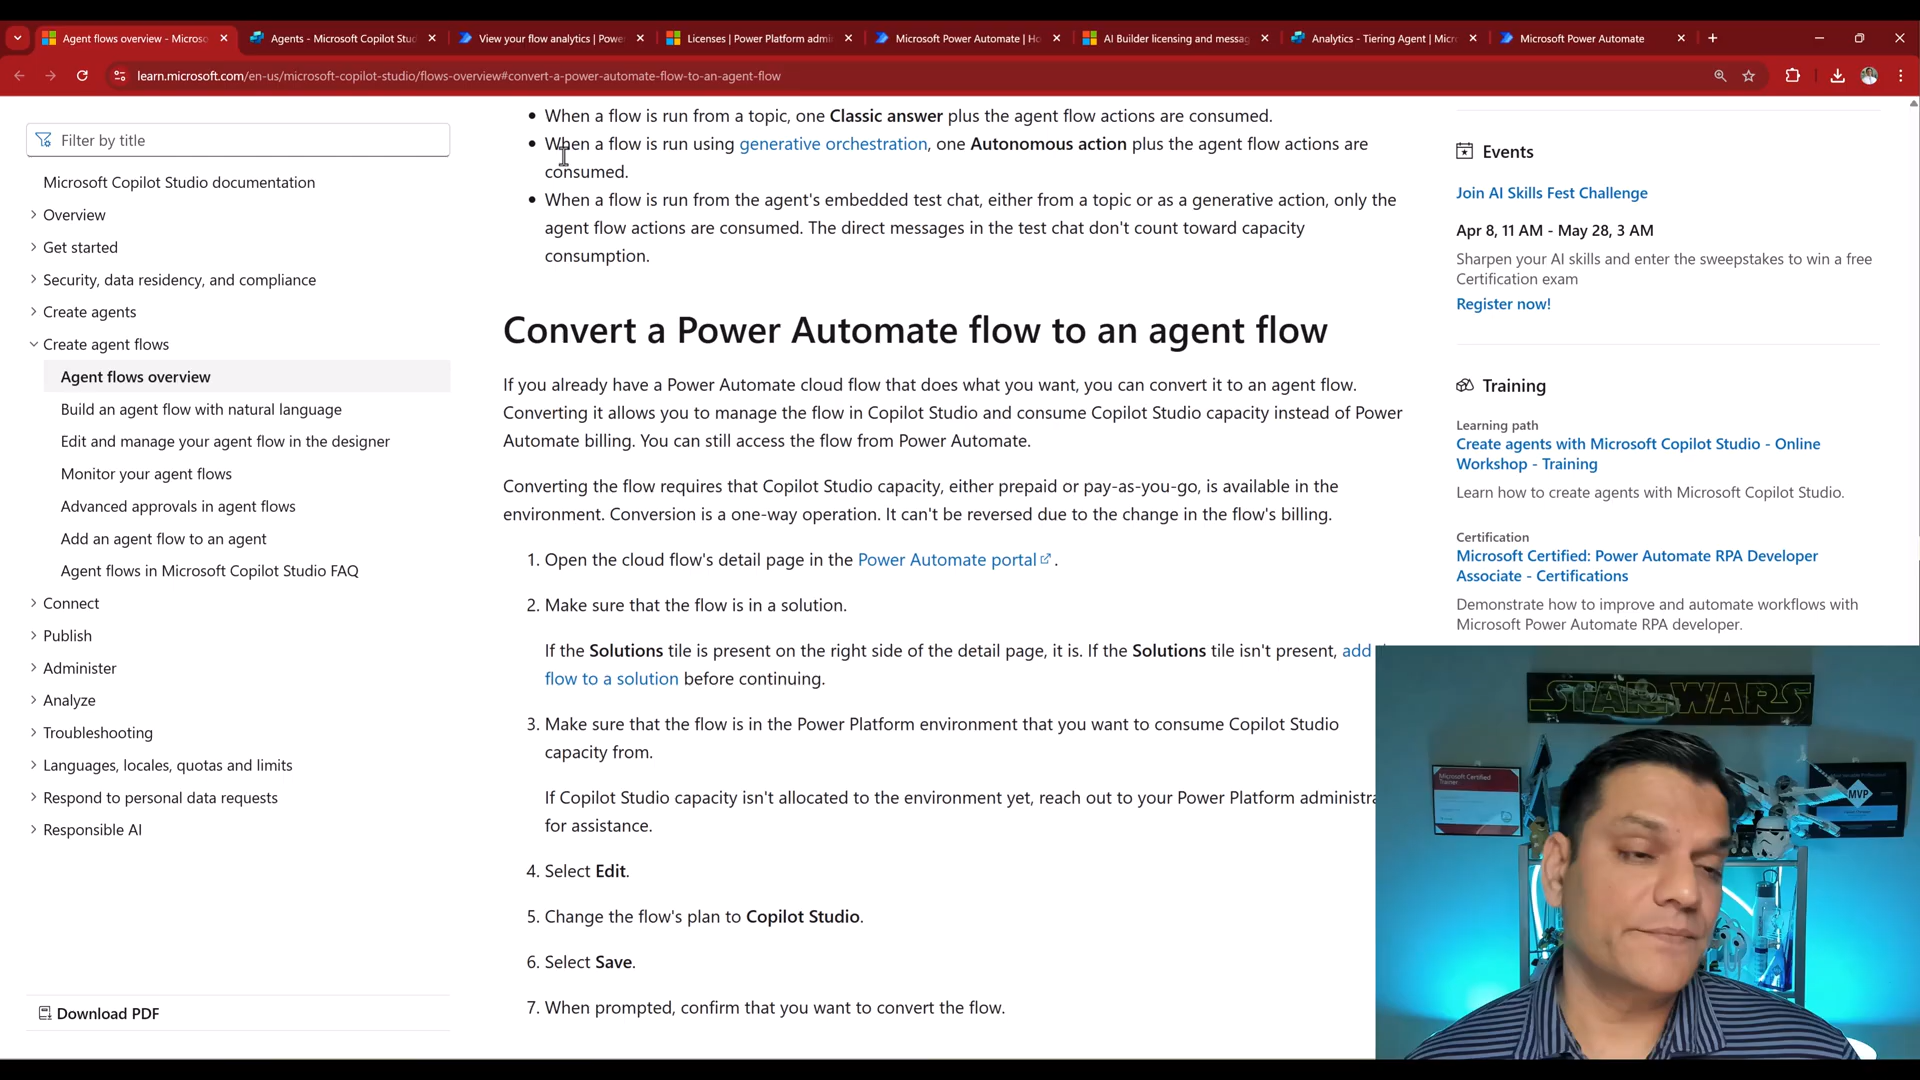 Agent flows overview - Micros
Agents - Microsoft Copilot Stu
View your flow analytics | Powe
Licenses | Power Platform admi
Microsoft Power Automate | Ho
AI Builder licensing and messag
Analytics - Tiering Agent | Micr
Microsoft Power Automate
learn.microsoft.com/en-us/microsoft-copilot-studio/flows-overview#convert-a-power-automate-flow-to-an-agent-flow
Filter by title
Microsoft Copilot Studio documentation
Overview
Get started
Security, data residency, and compliance
Create agents
Create agent flows
Agent flows overview
Build an agent flow with natural language
Edit and manage your agent flow in the designer
Monitor your agent flows
Advanced approvals in agent flows
Add an agent flow to an agent
Agent flows in Microsoft Copilot Studio FAQ
Connect
Publish
Administer
Analyze
Troubleshooting
Languages, locales, quotas and limits
Respond to personal data requests
Responsible AI
Download PDF
When a flow is run from a topic, one Classic answer plus the agent flow actions are consumed.
When a flow is run using generative orchestration, one Autonomous action plus the agent flow actions are
consumed.
When a flow is run from the agent's embedded test chat, either from a topic or as a generative action, only the
agent flow actions are consumed. The direct messages in the test chat don't count toward capacity
consumption.
Convert a Power Automate flow to an agent flow
If you already have a Power Automate cloud flow that does what you want, you can convert it to an agent flow.
Converting it allows you to manage the flow in Copilot Studio and consume Copilot Studio capacity instead of Power
Automate billing. You can still access the flow from Power Automate.
Converting the flow requires that Copilot Studio capacity, either prepaid or pay-as-you-go, is available in the
environment. Conversion is a one-way operation. It can't be reversed due to the change in the flow's billing.
1. Open the cloud flow's detail page in the Power Automate portal.
2. Make sure that the flow is in a solution.
If the Solutions tile is present on the right side of the detail page, it is. If the Solutions tile isn't present, add
flow to a solution before continuing.
3. Make sure that the flow is in the Power Platform environment that you want to consume Copilot Studio
capacity from.
If Copilot Studio capacity isn't allocated to the environment yet, reach out to your Power Platform administra
for assistance.
4. Select Edit.
5. Change the flow's plan to Copilot Studio.
6. Select Save.
7. When prompted, confirm that you want to convert the flow.
Events
Join AI Skills Fest Challenge
Apr 8, 11 AM - May 28, 3 AM
Sharpen your AI skills and enter the sweepstakes to win a free
Certification exam
Register now!
Training
Learning path
Create agents with Microsoft Copilot Studio - Online
Workshop - Training
Learn how to create agents with Microsoft Copilot Studio.
Certification
Microsoft Certified: Power Automate RPA Developer
Associate - Certifications
Demonstrate how to improve and automate workflows with
Microsoft Power Automate RPA developer.
STAR WARS
Microsoft Certified
Trainer
MVP